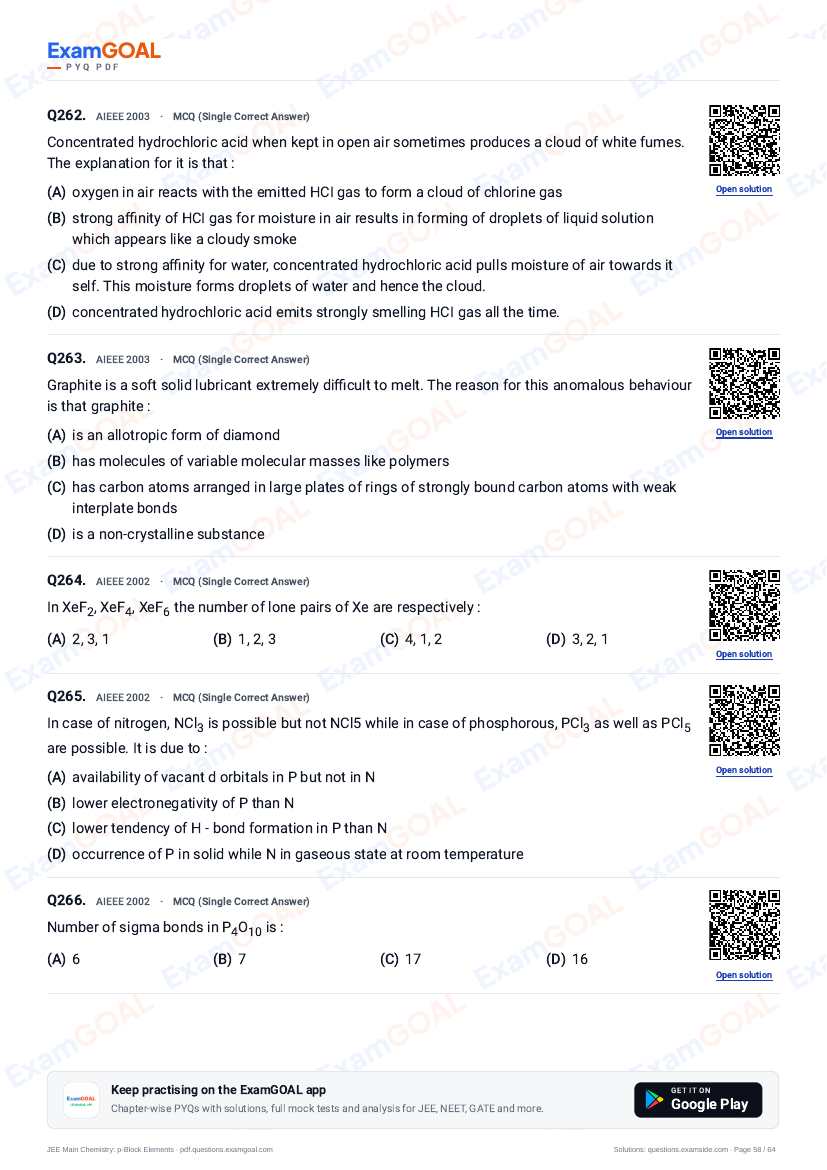 ExamGOAL
PYQ PDF
Q262. AIEEE 2003 · MCQ (Single Correct Answer)
Concentrated hydrochloric acid when kept in open air sometimes produces a cloud of white fumes.
The explanation for it is that :
(A) oxygen in air reacts with the emitted HCI gas to form a cloud of chlorine gas
(B) strong affinity of HCI gas for moisture in air results in forming of droplets of liquid solution
which appears like a cloudy smoke
(C) due to strong affinity for water, concentrated hydrochloric acid pulls moisture of air towards it
self. This moisture forms droplets of water and hence the cloud.
(D) concentrated hydrochloric acid emits strongly smelling HCI gas all the time.
Open solution
Q263. AIEEE 2003 · MCQ (Single Correct Answer)
Graphite is a soft solid lubricant extremely difficult to melt. The reason for this anomalous behaviour
is that graphite :
(A) is an allotropic form of diamond
(B) has molecules of variable molecular masses like polymers
(C) has carbon atoms arranged in large plates of rings of strongly bound carbon atoms with weak
interplate bonds
(D) is a non-crystalline substance
Open solution
Q264. AIEEE 2002 · MCQ (Single Correct Answer)
In XeF2, XeF4, XeF6 the number of lone pairs of Xe are respectively :
(A) 2, 3, 1 (B) 1, 2, 3 (C) 4, 1, 2 (D) 3, 2, 1
Open solution
Q265. AIEEE 2002 · MCQ (Single Correct Answer)
In case of nitrogen, NCl3 is possible but not NCl5 while in case of phosphorous, PCl3 as well as PCl5
are possible. It is due to :
(A) availability of vacant d orbitals in P but not in N
(B) lower electronegativity of P than N
(C) lower tendency of H - bond formation in P than N
(D) occurrence of P in solid while N in gaseous state at room temperature
Open solution
Q266. AIEEE 2002 · MCQ (Single Correct Answer)
Number of sigma bonds in P4O10 is :
(A) 6 (B) 7 (C) 17 (D) 16
Open solution
ExamGOAL
Keep practising on the ExamGOAL app
Chapter-wise PYQs with solutions, full mock tests and analysis for JEE, NEET, GATE and more.
GET IT ON
Google Play
JEE Main Chemistry: p-Block Elements · pdf.questions.examgoal.com
Solutions: questions.examside.com · Page 58 / 64